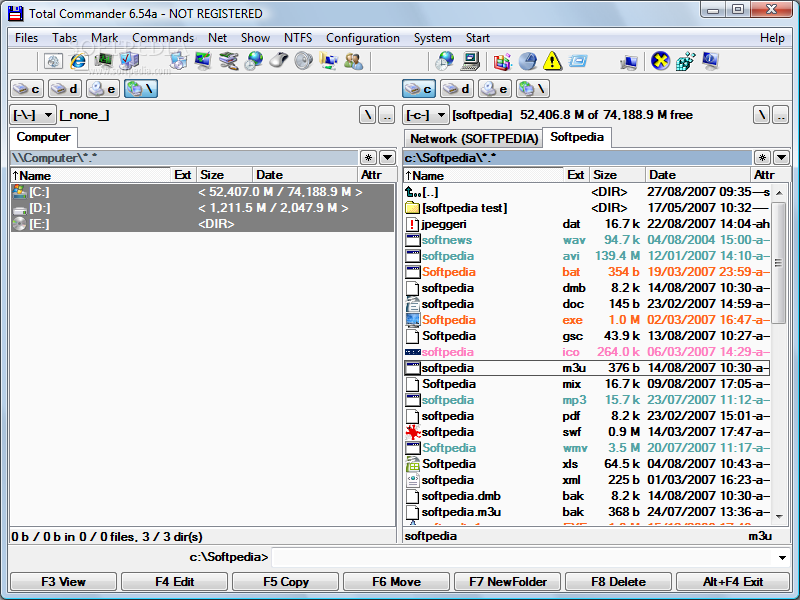 Total Commander 6.54a - NOT REGISTERED
Files Tabs Mark Commands Net Show NTFS Configuration System Start Help
SOFTPEDIA
www.softpedia.com
c d e \ c d e \
[-\-] [_none_] \ .. [-c-] [softpedia] 52,406.8 M of 74,188.9 M free \ ..
Computer Network (SOFTPEDIA) Softpedia
\\Computer\*.* * c:\Softpedia\*.* *
↑Name Ext Size Date Attr ↑Name Ext Size Date Attr
[C:] < 52,407.0 M / 74,188.9 M > [..] <DIR> 27/08/2007 09:35---s
[D:] < 1,211.5 M / 2,047.9 M > [softpedia test] <DIR> 17/05/2007 10:32----
[E:] <DIR> jpeggeri dat 16.7 k 22/08/2007 14:04-ah
softnews wav 94.7 k 04/08/2004 15:00-a--
softpedia avi 139.4 M 12/01/2007 14:10-a--
Softpedia bat 354 b 19/03/2007 23:59-a--
softpedia dmb 8.2 k 14/08/2007 10:30-a--
softpedia doc 145 b 23/02/2007 14:59-a--
Softpedia exe 1.0 M 02/03/2007 16:47-a--
Softpedia gsc 43.9 k 13/08/2007 10:27-a--
softpedia ico 264.0 k 06/03/2007 14:29-a--
softpedia m3u 376 b 14/08/2007 10:30-a--
Softpedia mix 16.7 k 09/08/2007 17:05-a--
softpedia mp3 15.7 k 23/07/2007 11:12-a--
softpedia pdf 8.2 k 23/02/2007 15:01-a--
softpedia swf 0.9 M 14/03/2007 17:47-a--
Softpedia wmv 3.5 M 20/07/2007 11:17-a--
Softpedia xls 64.5 k 04/08/2007 10:43-a--
softpedia xml 225 b 01/03/2007 16:23-a--
softpedia.dmb bak 8.2 k 14/08/2007 10:30-a--
softpedia.m3u bak 368 b 24/07/2007 13:36-a--
0 b / 0 b in 0 / 0 files, 3 / 3 dir(s) softpedia m3u
c:\Softpedia>
F3 View F4 Edit F5 Copy F6 Move F7 NewFolder F8 Delete Alt+F4 Exit